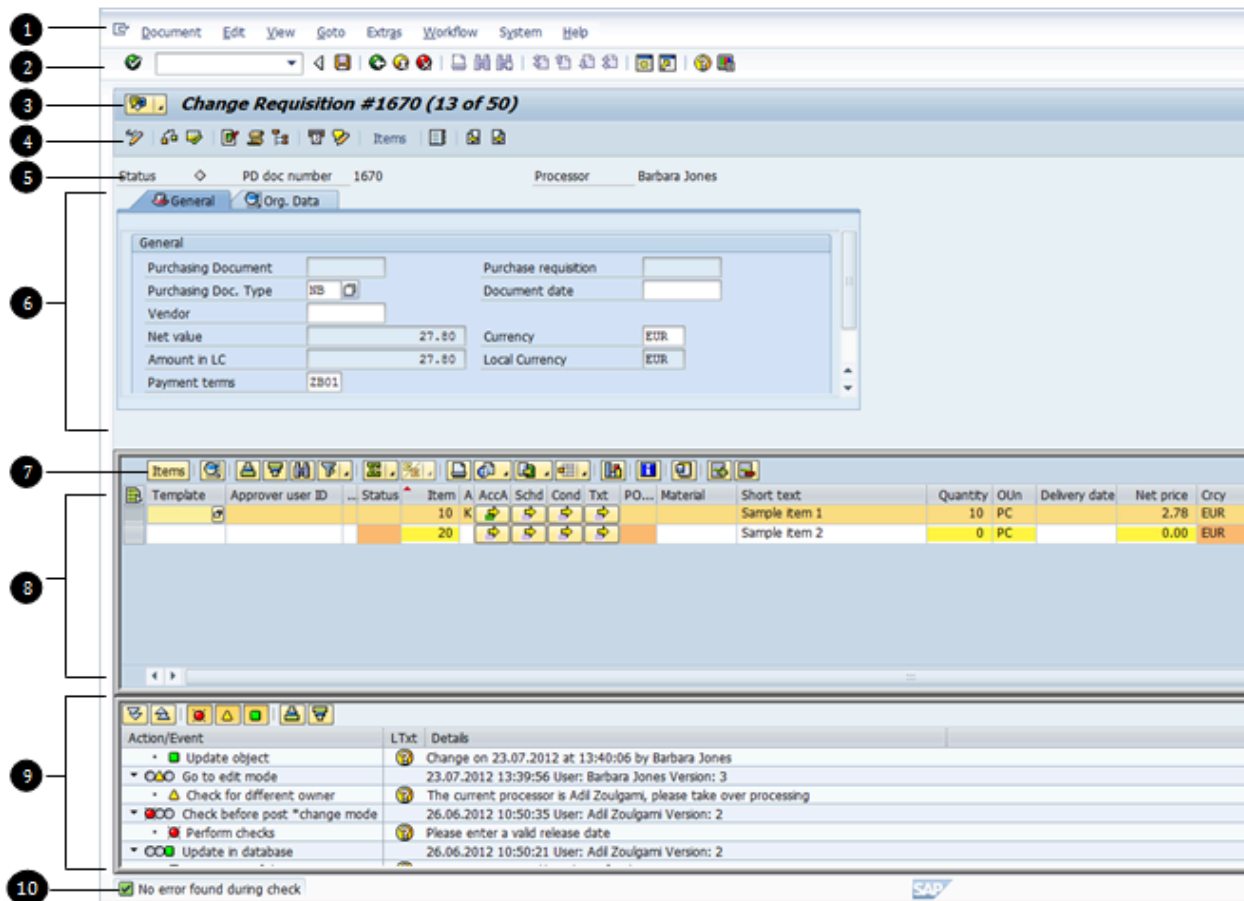 1 Document Edit View Goto Extras Workflow System Help
2
3 Change Requisition #1670 (13 of 50)
4 Items
5 Status PD doc number 1670 Processor Barbara Jones
General Org. Data
6
General
Purchasing Document Purchase requisition
Purchasing Doc. Type NB Document date
Vendor
Net value 27.80 Currency EUR
Amount in LC 27.80 Local Currency EUR
Payment terms ZB01
7 Items
8
Template Approver user ID ... Status Item A AccA Schd Cond Txt PO... Material Short text Quantity OUn Delivery date Net price Crcy
10 K Sample item 1 10 PC 2.78 EUR
20 Sample item 2 0 PC 0.00 EUR
9
Action/Event LTxt Details
Update object Change on 23.07.2012 at 13:40:06 by Barbara Jones
Go to edit mode 23.07.2012 13:39:56 User: Barbara Jones Version: 3
Check for different owner The current processor is Adil Zoulgami, please take over processing
Check before post *change mode 26.06.2012 10:50:35 User: Adil Zoulgami Version: 2
Perform checks Please enter a valid release date
Update in database 26.06.2012 10:50:21 User: Adil Zoulgami Version: 2
10 No error found during check SAP